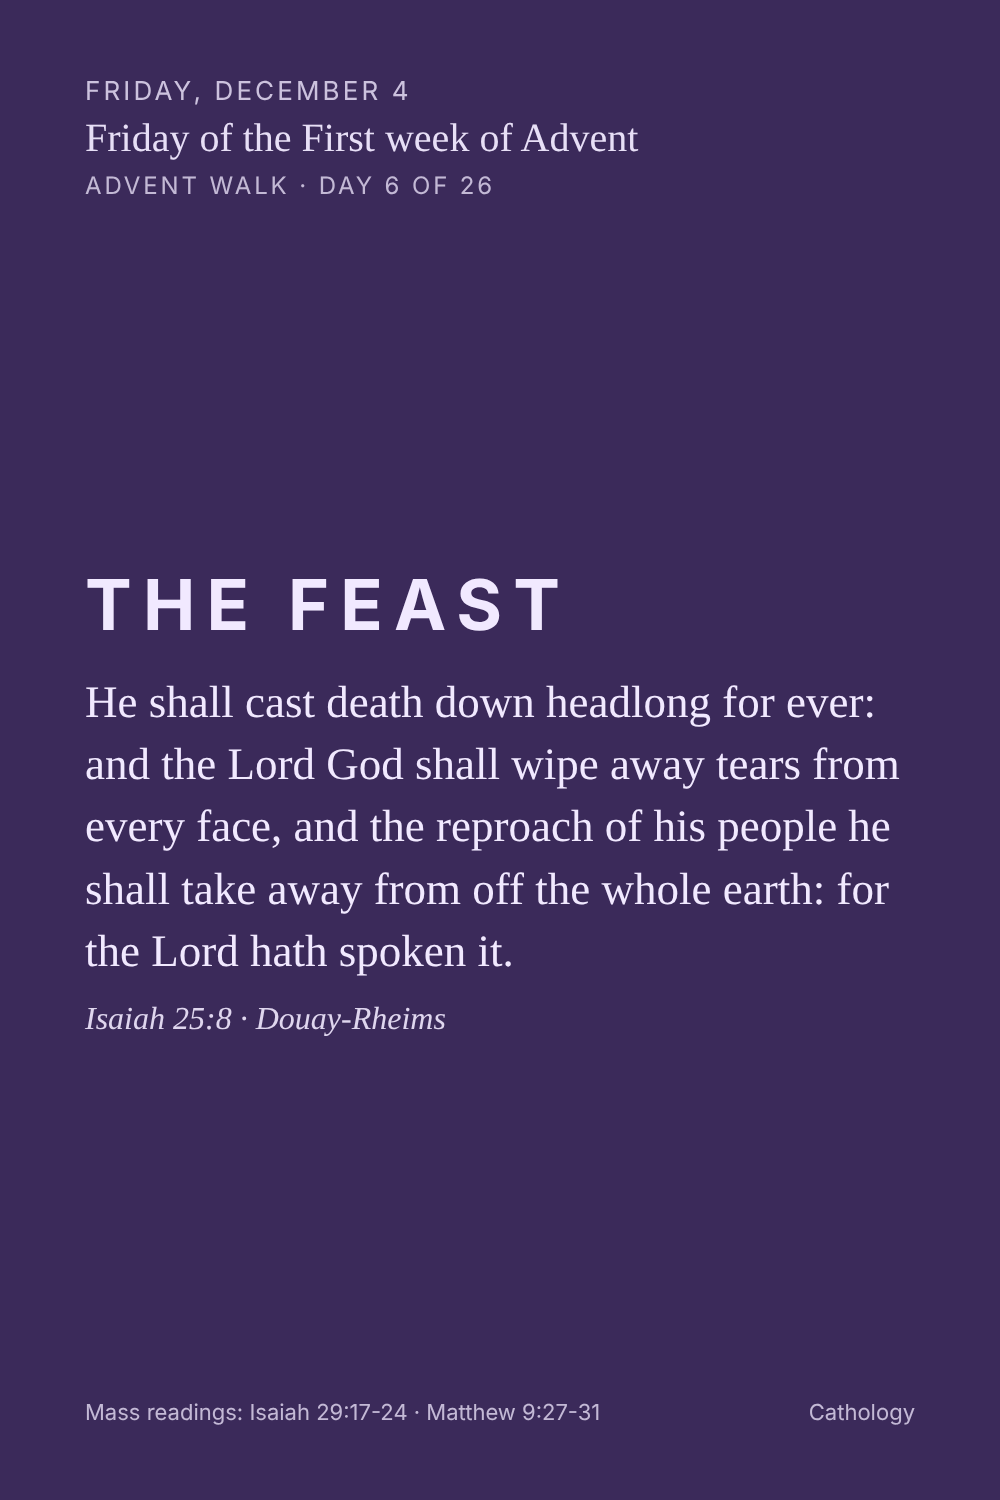 FRIDAY, DECEMBER 4
Friday of the First week of Advent
ADVENT WALK · DAY 6 OF 26
THE FEAST
He shall cast death down headlong for ever:
and the Lord God shall wipe away tears from
every face, and the reproach of his people he
shall take away from off the whole earth: for
the Lord hath spoken it.
Isaiah 25:8 · Douay-Rheims
Mass readings: Isaiah 29:17-24 · Matthew 9:27-31
Cathology